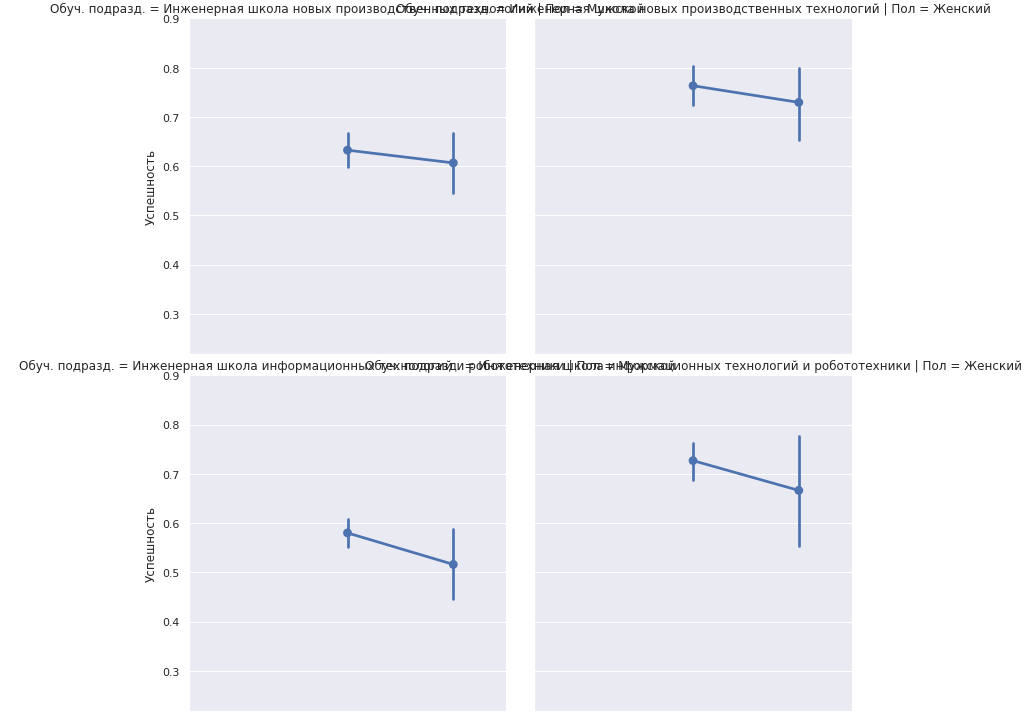 Обуч. подразд. = Инженерная школа новых производственных технологий | Пол = Мужской
Обуч. подразд. = Инженерная школа новых производственных технологий | Пол = Женский
0.9
0.8
0.7
0.6
0.5
0.4
0.3
Успешность
Обуч. подразд. = Инженерная школа информационных технологий и робототехники | Пол = Мужской
Обуч. подразд. = Инженерная школа информационных технологий и робототехники | Пол = Женский
0.9
0.8
0.7
0.6
0.5
0.4
0.3
Успешность